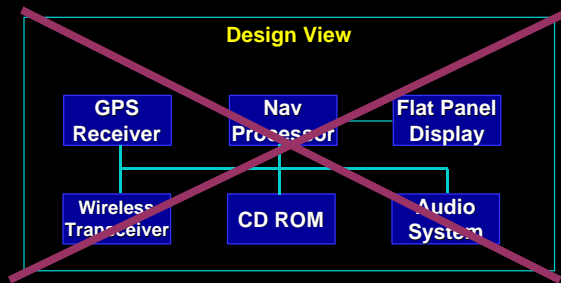 Design View
GPS
Receiver
Nav
Processor
Flat Panel
Display
Wireless
Transceiver
CD ROM
Audio
System